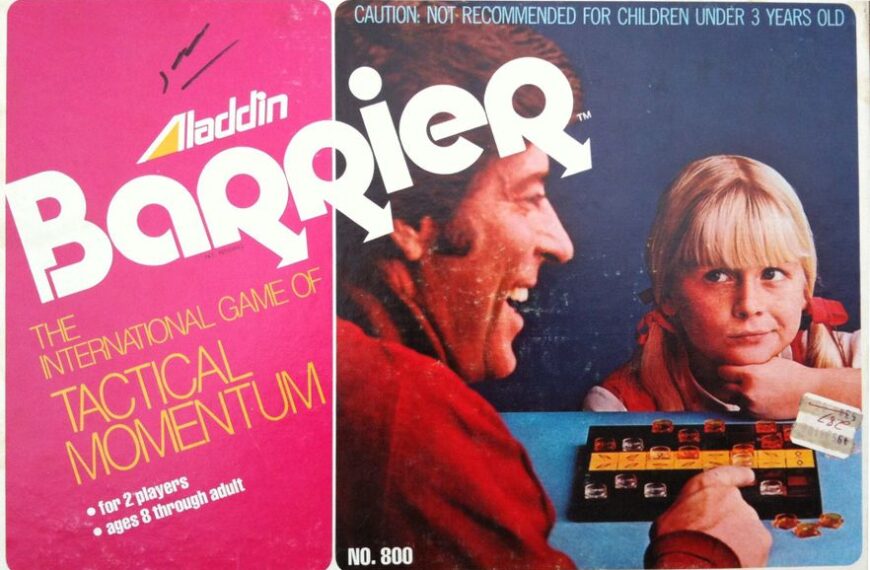 CAUTION: NOT RECOMMENDED FOR CHILDREN UNDER 3 YEARS OLD
Aladdin
BARRIER™
THE
INTERNATIONAL GAME OF
TACTICAL
MOMENTUM
• for 2 players
• ages 8 through adult
NO. 800